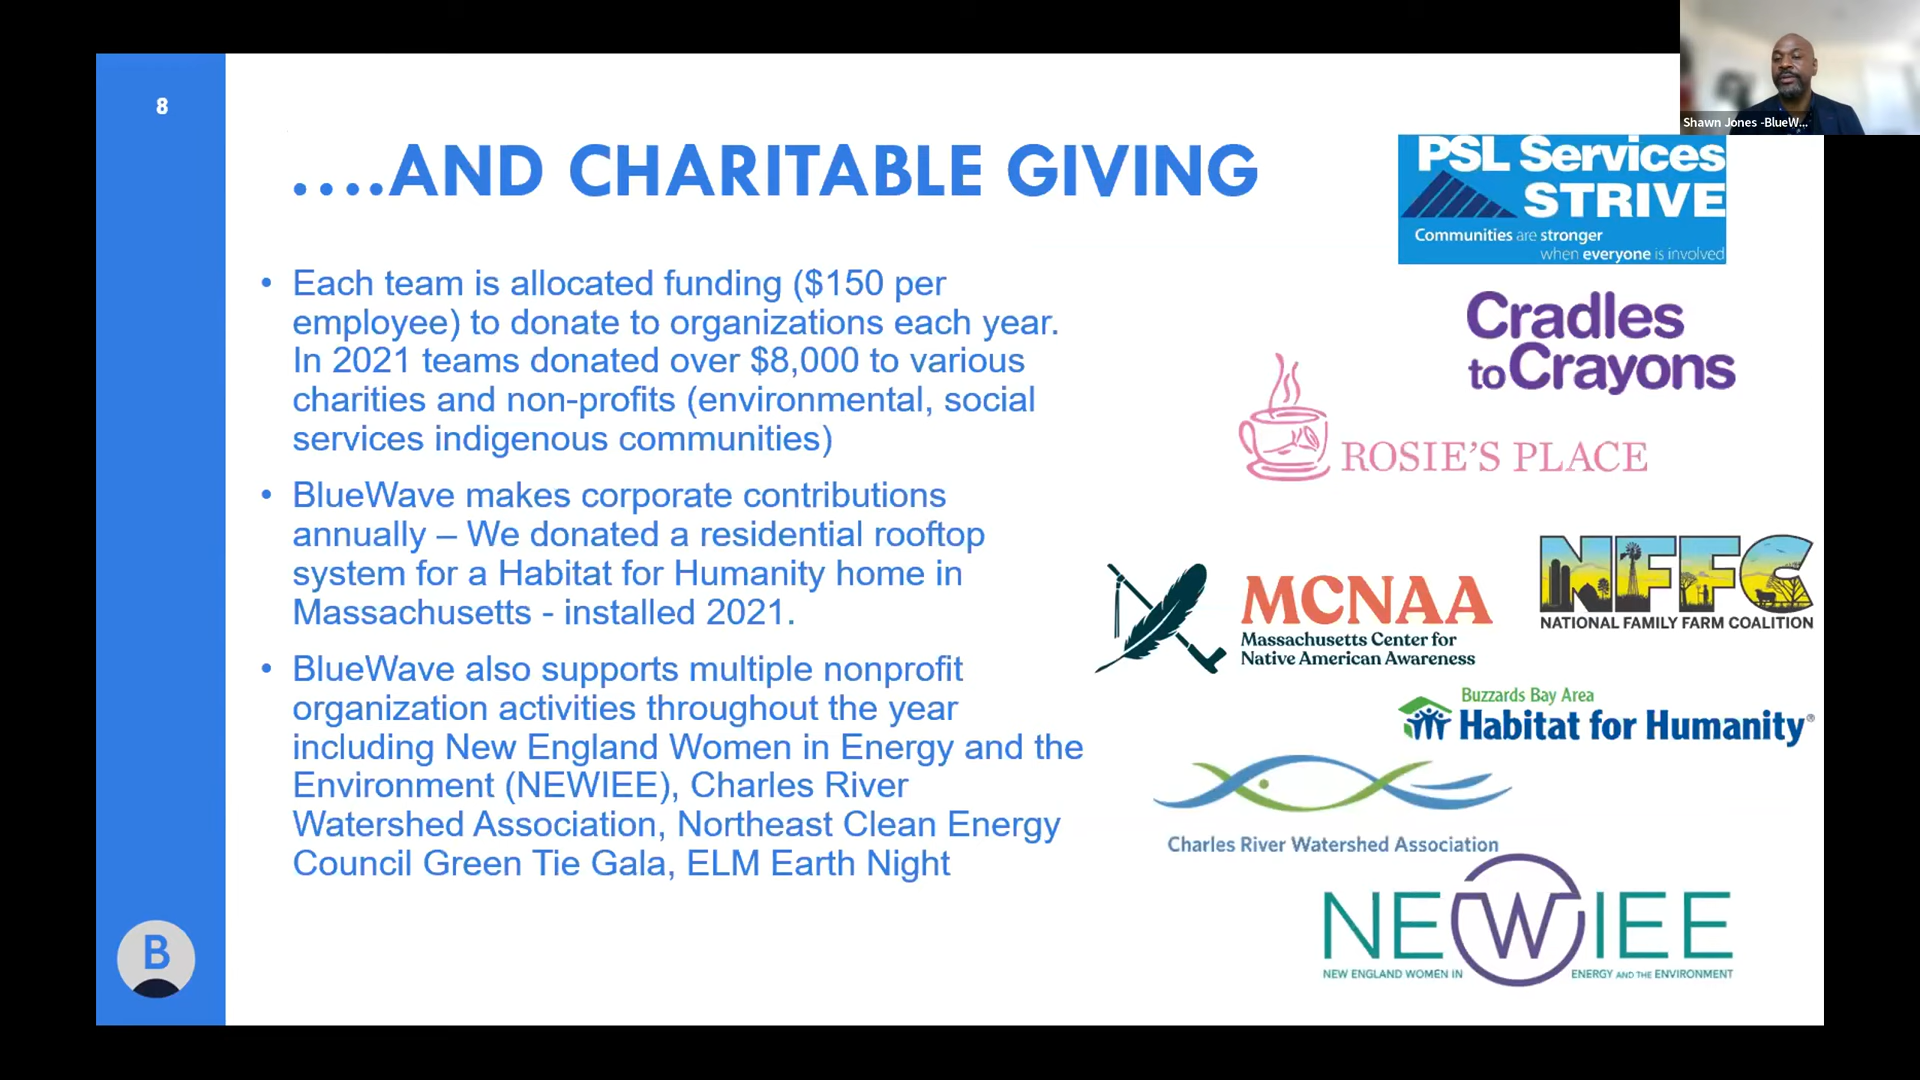 8
....AND CHARITABLE GIVING
• Each team is allocated funding ($150 per
employee) to donate to organizations each year.
In 2021 teams donated over $8,000 to various
charities and non-profits (environmental, social
services indigenous communities)
• BlueWave makes corporate contributions
annually – We donated a residential rooftop
system for a Habitat for Humanity home in
Massachusetts - installed 2021.
• BlueWave also supports multiple nonprofit
organization activities throughout the year
including New England Women in Energy and the
Environment (NEWIEE), Charles River
Watershed Association, Northeast Clean Energy
Council Green Tie Gala, ELM Earth Night
B
Shawn Jones -BlueW...
PSL Services
STRIVE
Communities are stronger
when everyone is involved
Cradles
to Crayons
ROSIE'S PLACE
NFFC
NATIONAL FAMILY FARM COALITION
MCNAA
Massachusetts Center for
Native American Awareness
Buzzards Bay Area
Habitat for Humanity®
Charles River Watershed Association
NEWIEE
NEW ENGLAND WOMEN IN ENERGY AND THE ENVIRONMENT